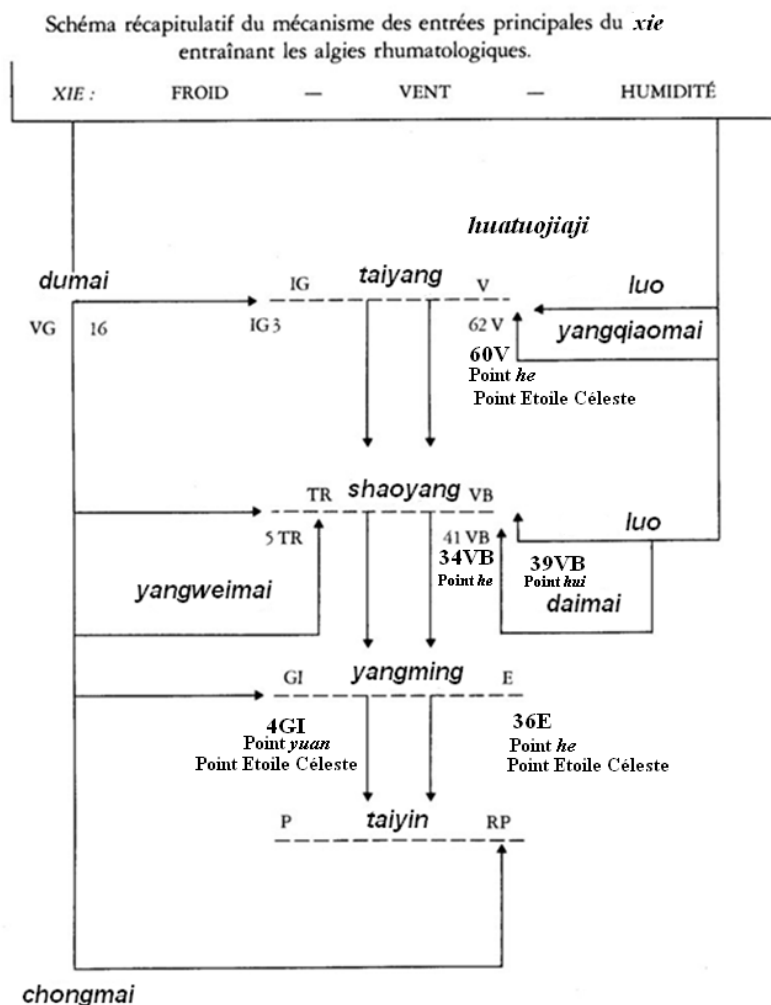 Schéma récapitulatif du mécanisme des entrées principales du xie
entraînant les algies rhumatologiques.
XIE : FROID — VENT — HUMIDITÉ
huatuojiaji
dumai
IG taiyang V
luo
VG 16
IG 3
62 V
yangqiaomai
60V
Point he
Point Etoile Céleste
TR shaoyang VB
luo
5 TR
41 VB
34VB
Point he
39VB
Point hui
yangweimai
daimai
GI yangming E
4GI
Point yuan
Point Etoile Céleste
36E
Point he
Point Etoile Céleste
P taiyin RP
chongmai